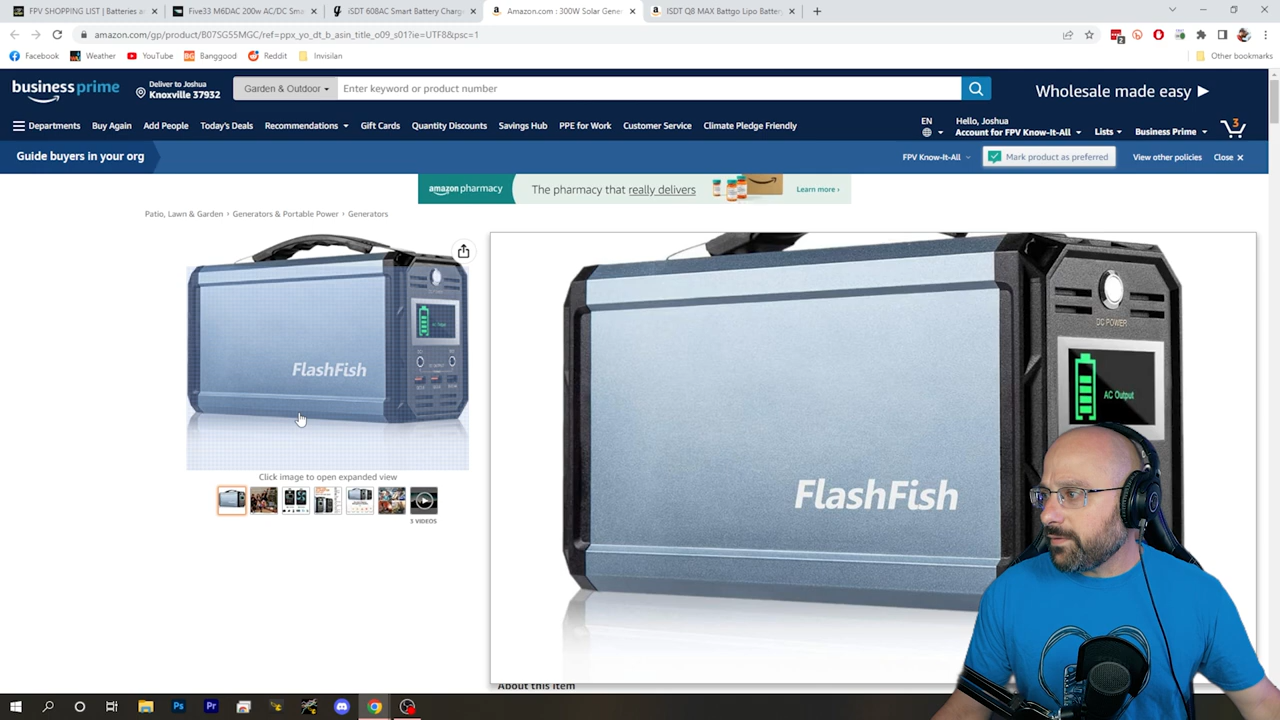 FPV SHOPPING LIST | Batteries an
Five33 M6DAC 200w AC/DC Sma
iSDT 608AC Smart Battery Charge
Amazon.com : 300W Solar Gene
ISDT Q8 MAX Battgo Lipo Batter
amazon.com/gp/product/B07SG55MGC/ref=ppx_yo_dt_b_asin_title_o09_s01?ie=UTF8&psc=1
2
Facebook
Weather
YouTube
Banggood
Reddit
Invisilan
Other bookmarks
business prime
Deliver to Joshua
Knoxville 37932
Garden & Outdoor
Enter keyword or product number
Wholesale made easy
Departments
Buy Again
Add People
Today's Deals
Recommendations
Gift Cards
Quantity Discounts
Savings Hub
PPE for Work
Customer Service
Climate Pledge Friendly
EN
Hello, Joshua
Account for FPV Know-It-All
Lists
Business Prime
3
Guide buyers in your org
FPV Know-It-All
Mark product as preferred
View other policies
Close
amazon pharmacy
The pharmacy that really delivers
Learn more ›
Patio, Lawn & Garden › Generators & Portable Power › Generators
FlashFish
DC POWER
AC Output
FlashFish
Click image to open expanded view
3 VIDEOS
About this item